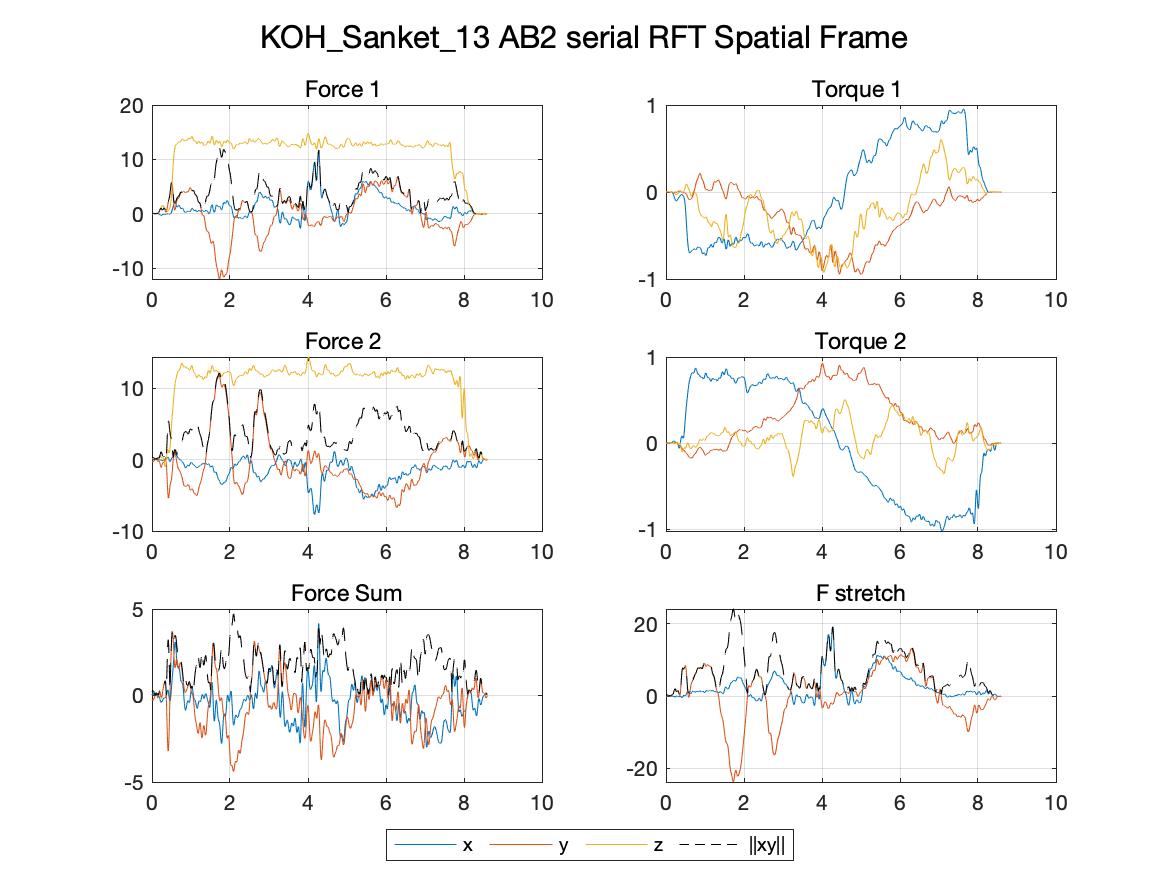 KOH_Sanket_13 AB2 serial RFT Spatial Frame
Force 1
20
10
0
-10
0 2 4 6 8 10
Torque 1
1
0
-1
0 2 4 6 8 10
Force 2
10
0
-10
0 2 4 6 8 10
Torque 2
1
0
-1
0 2 4 6 8 10
Force Sum
5
0
-5
0 2 4 6 8 10
F stretch
20
0
-20
0 2 4 6 8 10
x y z ||xy||